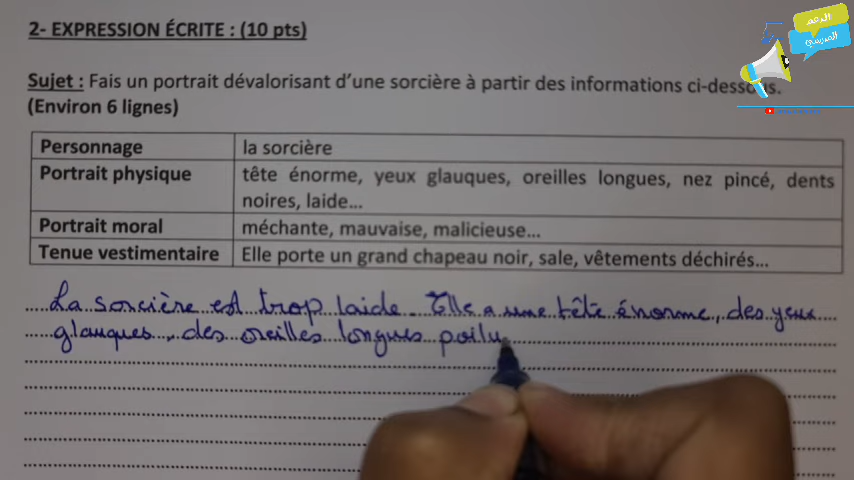 الدعم
المدرسي
2- EXPRESSION ÉCRITE : (10 pts)
Sujet : Fais un portrait dévalorisant d'une sorcière à partir des informations ci-dessous.
(Environ 6 lignes)
Personnage la sorcière
Portrait physique tête énorme, yeux glauques, oreilles longues, nez pincé, dents
noires, laide...
Portrait moral méchante, mauvaise, malicieuse...
Tenue vestimentaire Elle porte un grand chapeau noir, sale, vêtements déchirés...
La sorcière est trop laide. Elle a une tête énorme, des yeux
glauques, des oreilles longues poilu